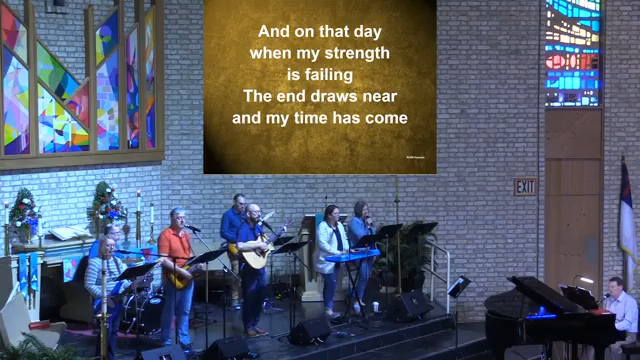 And on that day
when my strength
is failing
The end draws near
and my time has come
EXIT